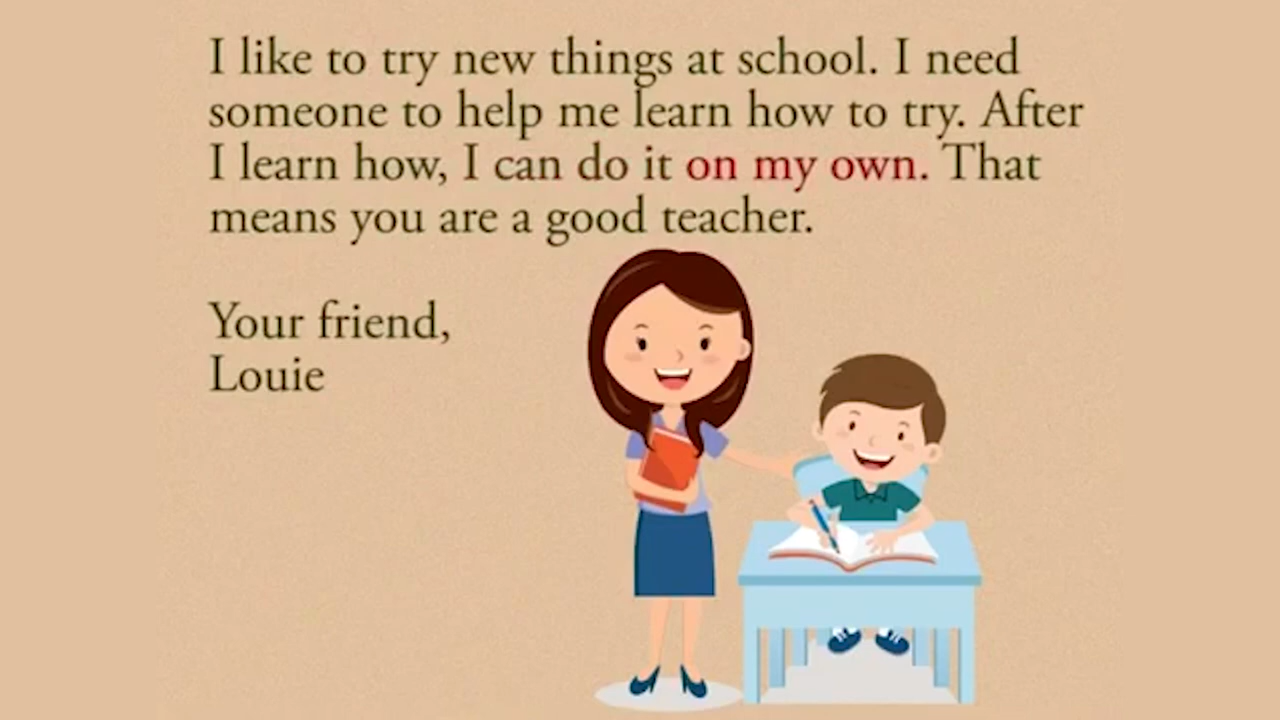 I like to try new things at school. I need
someone to help me learn how to try. After
I learn how, I can do it on my own. That
means you are a good teacher.
Your friend,
Louie